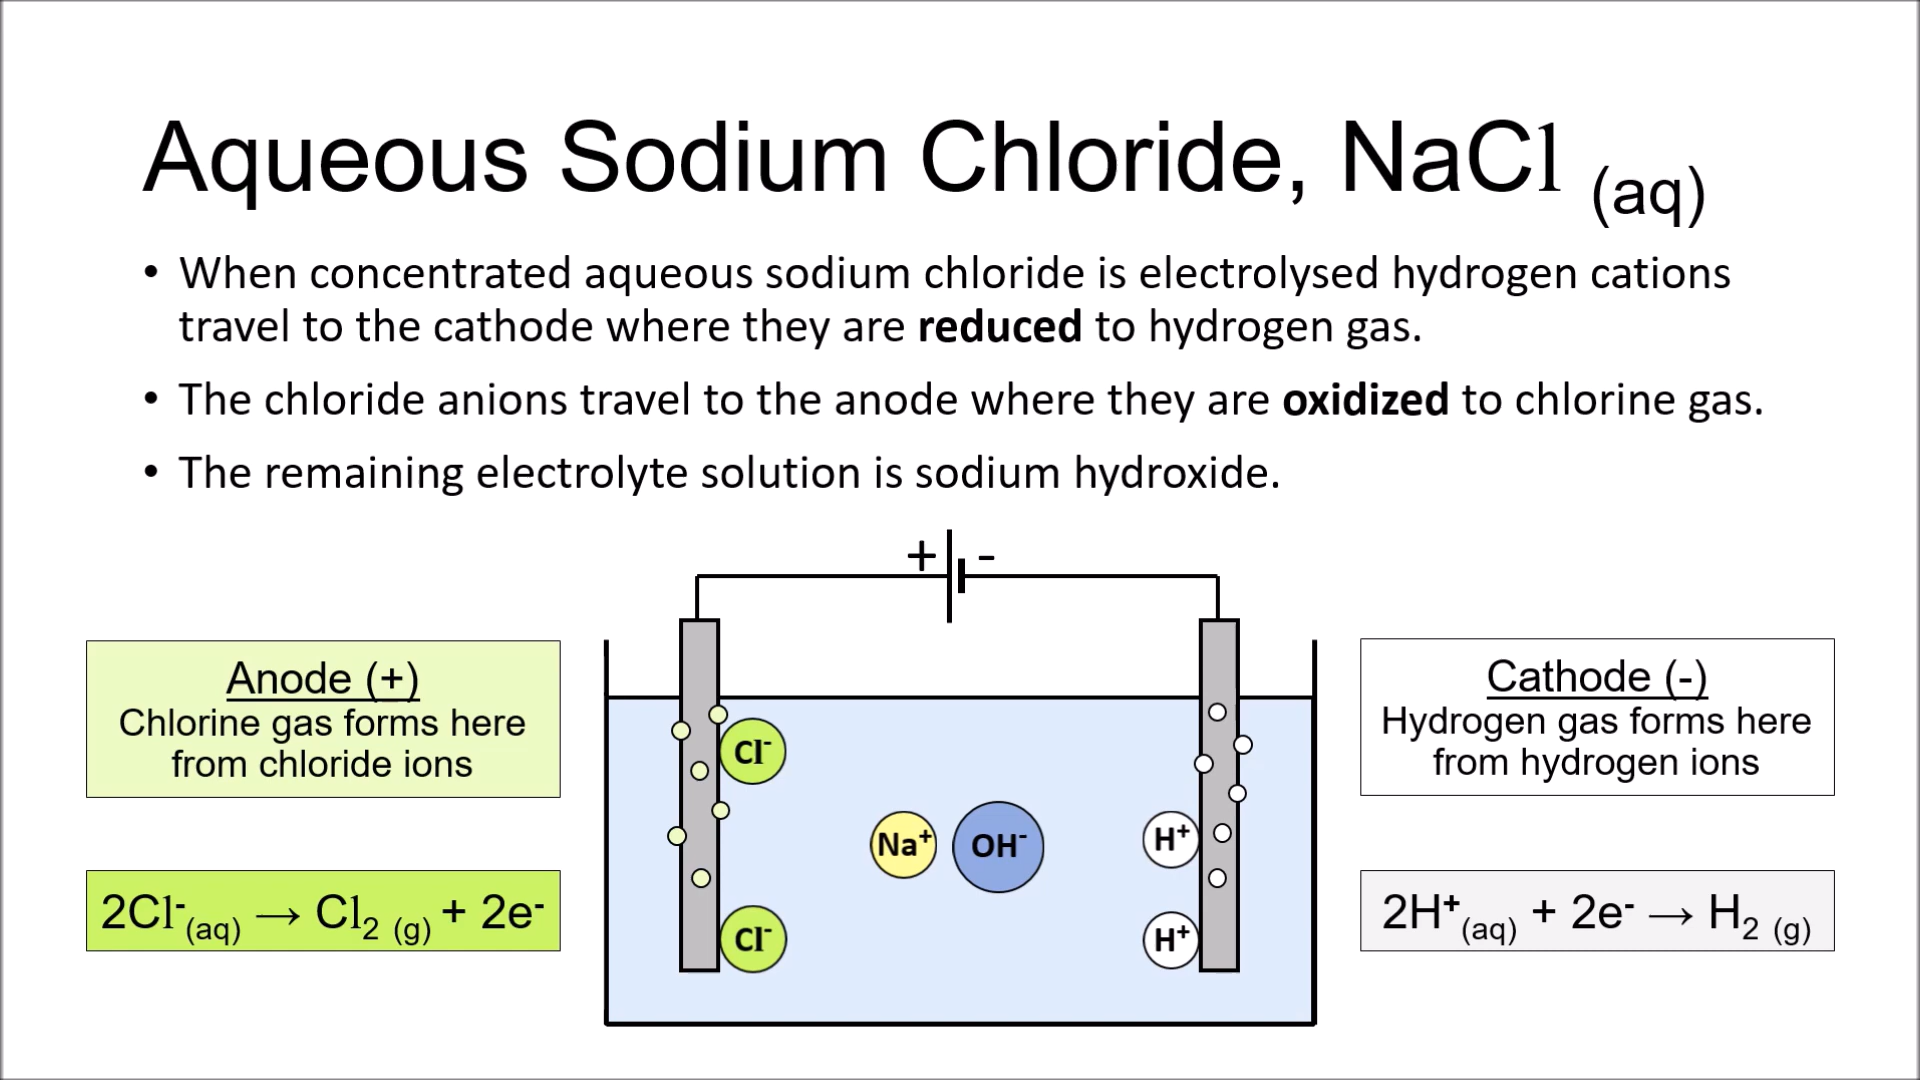 Aqueous Sodium Chloride, NaCl (aq)
• When concentrated aqueous sodium chloride is electrolysed hydrogen cations
travel to the cathode where they are reduced to hydrogen gas.
• The chloride anions travel to the anode where they are oxidized to chlorine gas.
• The remaining electrolyte solution is sodium hydroxide.
+ -
Anode (+)
Chlorine gas forms here
from chloride ions
2Cl⁻(aq) → Cl₂ (g) + 2e⁻
Cl⁻
Cl⁻
Na⁺ OH⁻
H⁺
H⁺
Cathode (-)
Hydrogen gas forms here
from hydrogen ions
2H⁺(aq) + 2e⁻ → H₂ (g)